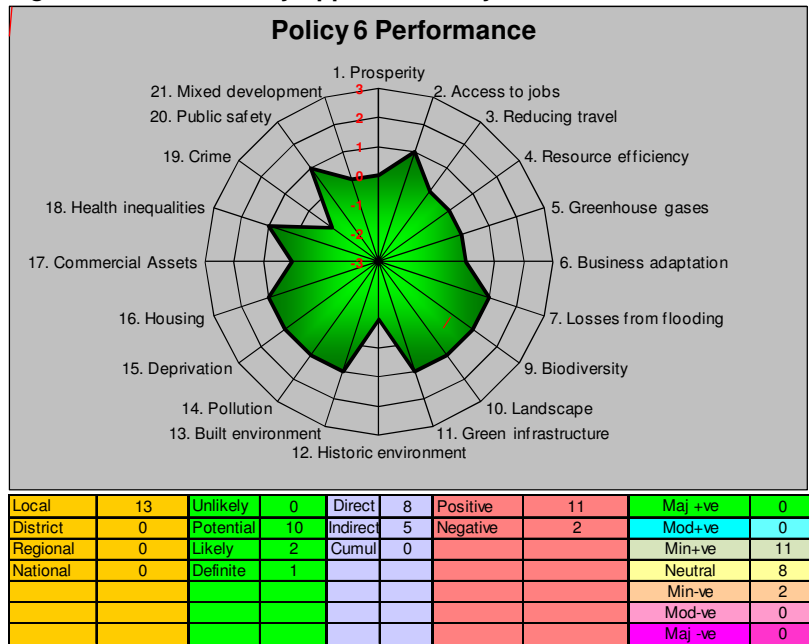 Policy 6 Performance
1. Prosperity
21. Mixed development
2. Access to jobs
20. Public safety
3. Reducing travel
19. Crime
4. Resource efficiency
18. Health inequalities
5. Greenhouse gases
17. Commercial Assets
6. Business adaptation
16. Housing
7. Losses from flooding
15. Deprivation
9. Biodiversity
14. Pollution
10. Landscape
13. Built environment
11. Green infrastructure
12. Historic environment
3
2
1
0
-1
-2
-3
Local 13 Unlikely 0 Direct 8 Positive 11 Maj +ve 0
District 0 Potential 10 Indirect 5 Negative 2 Mod+ve 0
Regional 0 Likely 2 Cumul 0 Min+ve 11
National 0 Definite 1 Neutral 8
Min-ve 2
Mod-ve 0
Maj -ve 0